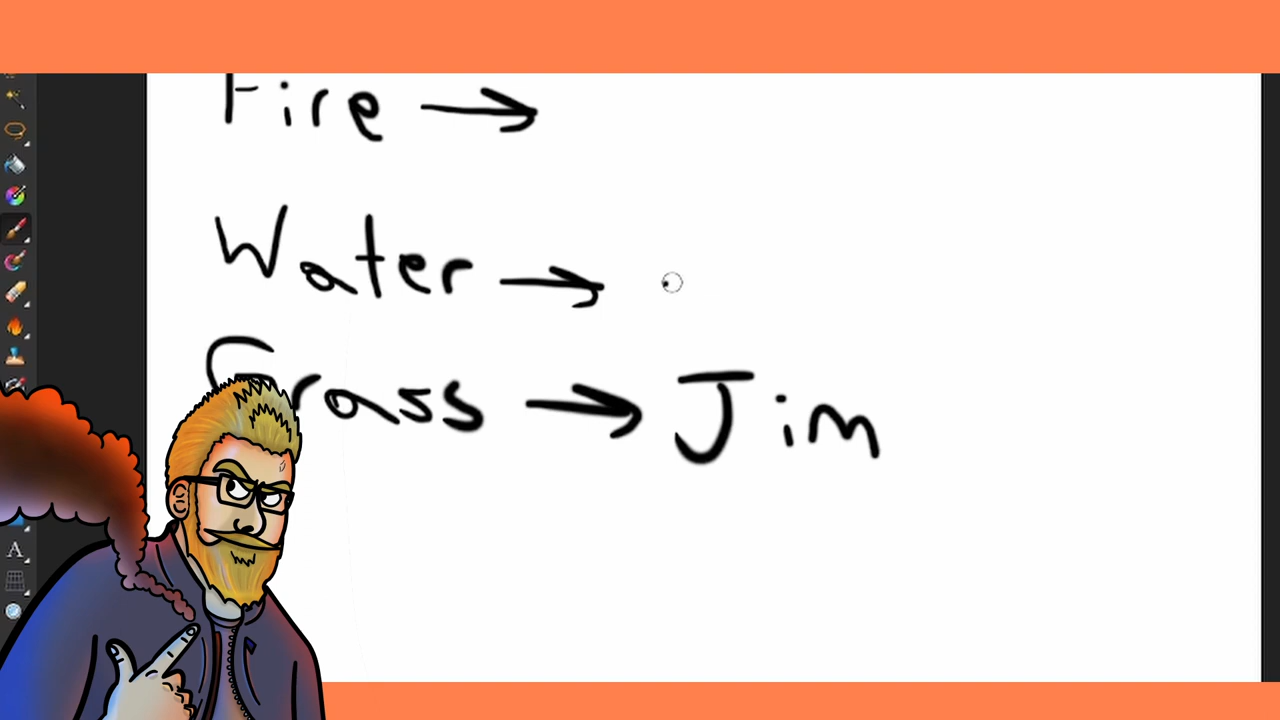 Fire →
Water →
Grass → Jim
A